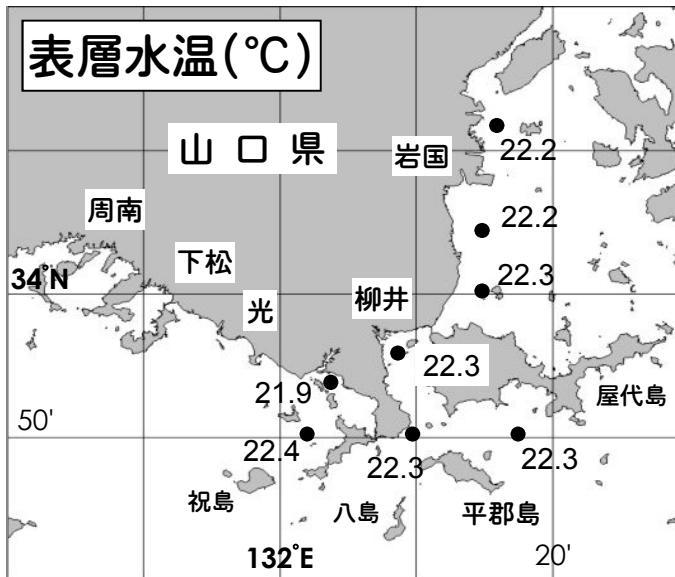 表層水温(℃)
山口県
岩国
22.2
周南
22.2
下松
34°N
22.3
光
柳井
22.3
21.9
屋代島
50'
22.4
22.3
22.3
祝島
八島
平郡島
132°E
20'